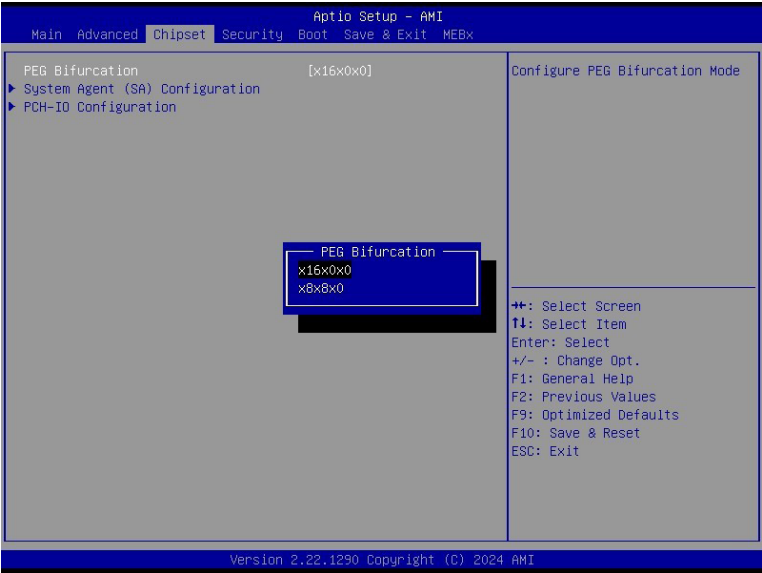 Aptio Setup – AMI
Main Advanced Chipset Security Boot Save & Exit MEBx
PEG Bifurcation [x16x0x0]
▶ System Agent (SA) Configuration
▶ PCH-IO Configuration
Configure PEG Bifurcation Mode
PEG Bifurcation
x16x0x0
x8x8x0
→←: Select Screen
↑↓: Select Item
Enter: Select
+/- : Change Opt.
F1: General Help
F2: Previous Values
F9: Optimized Defaults
F10: Save & Reset
ESC: Exit
Version 2.22.1290 Copyright (C) 2024 AMI